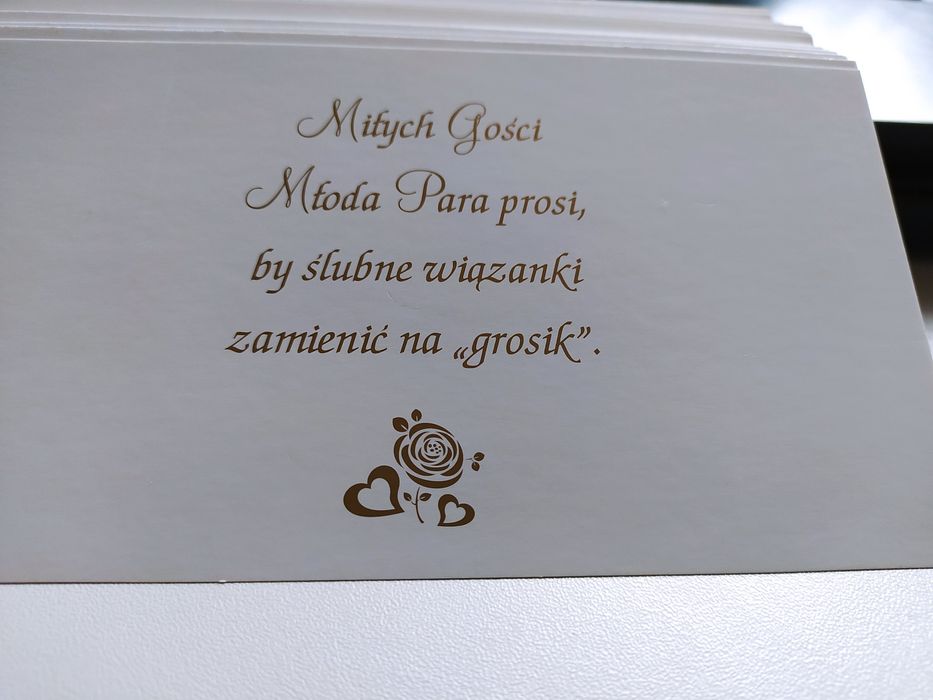 Miłych Gości
Młoda Para prosi,
by ślubne wiązanki
zamienić na „grosik”.